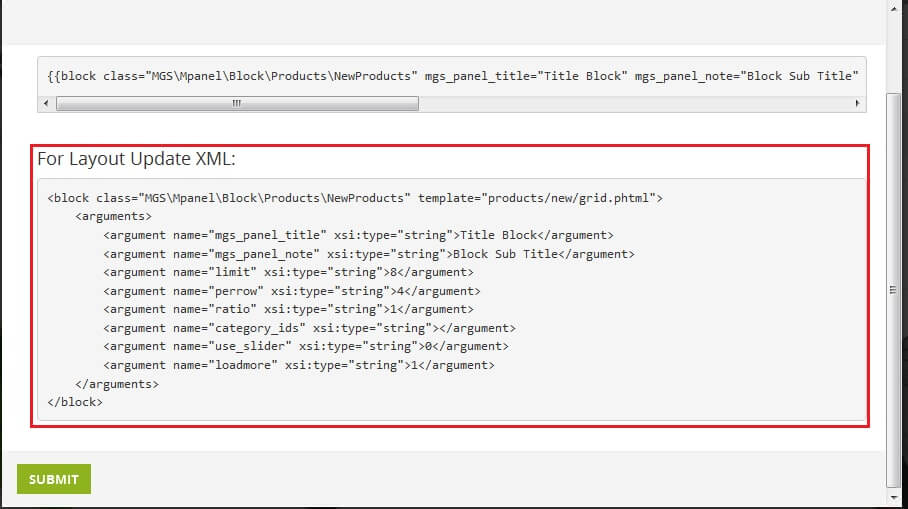 {{block class="MGS\Mpanel\Block\Products\NewProducts" mgs_panel_title="Title Block" mgs_panel_note="Block Sub Title"
For Layout Update XML:
<block class="MGS\Mpanel\Block\Products\NewProducts" template="products/new/grid.phtml">
    <arguments>
        <argument name="mgs_panel_title" xsi:type="string">Title Block</argument>
        <argument name="mgs_panel_note" xsi:type="string">Block Sub Title</argument>
        <argument name="limit" xsi:type="string">8</argument>
        <argument name="perrow" xsi:type="string">4</argument>
        <argument name="ratio" xsi:type="string">1</argument>
        <argument name="category_ids" xsi:type="string"></argument>
        <argument name="use_slider" xsi:type="string">0</argument>
        <argument name="loadmore" xsi:type="string">1</argument>
    </arguments>
</block>
SUBMIT